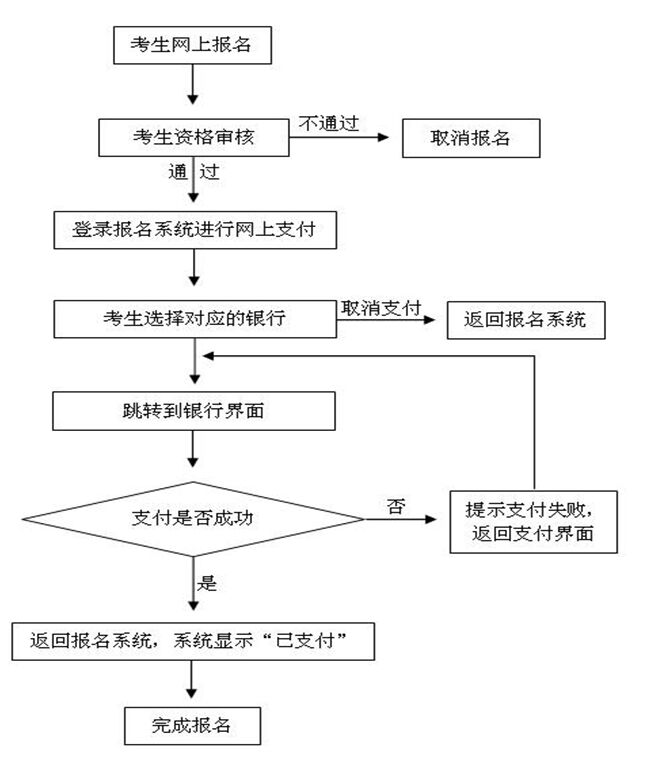 考生网上报名
考生资格审核
不通过
取消报名
通 过
登录报名系统进行网上支付
考生选择对应的银行
取消支付
返回报名系统
跳转到银行界面
支付是否成功
否
提示支付失败，
返回支付界面
是
返回报名系统，系统显示“已支付”
完成报名